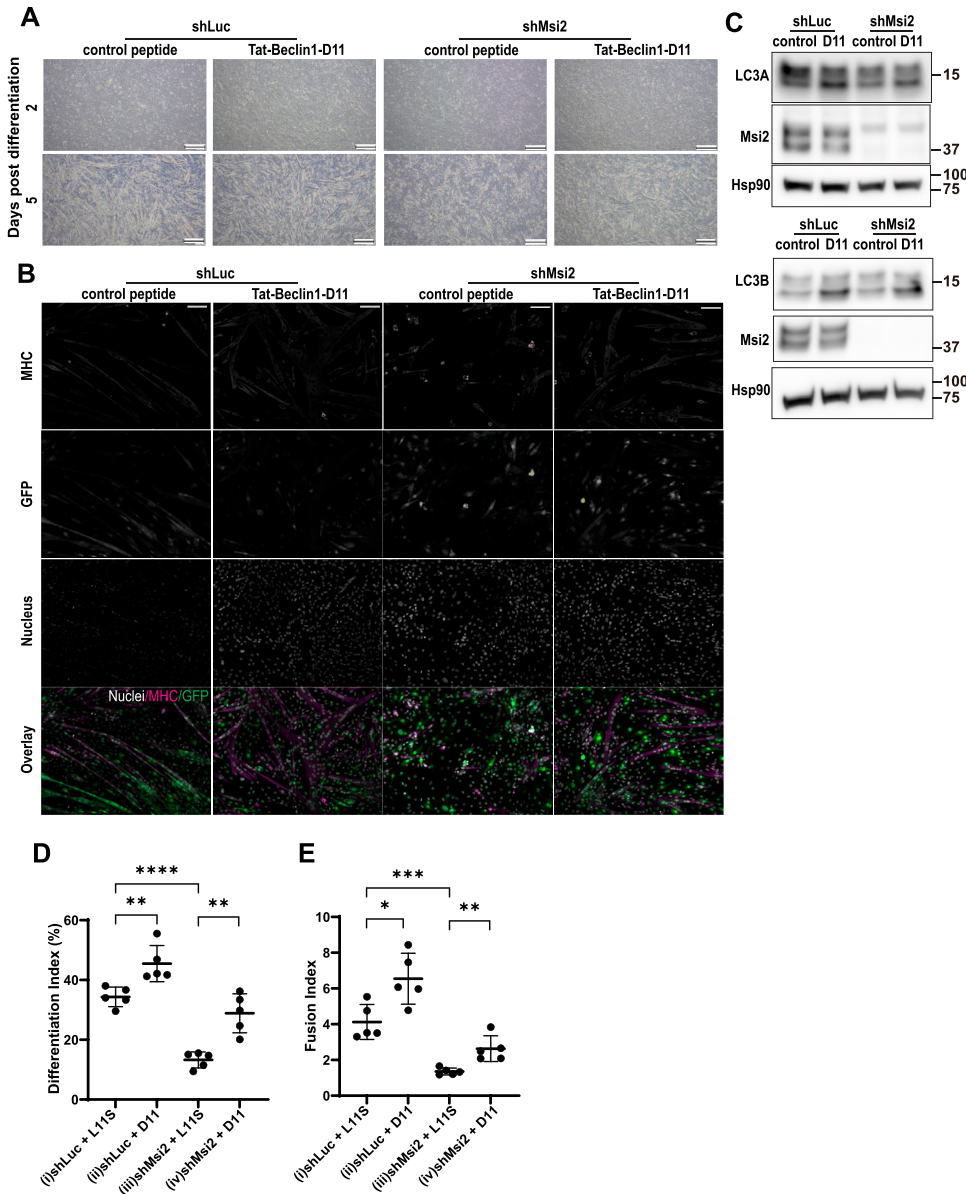 A
shLuc
shMsi2
control peptide
Tat-Beclin1-D11
control peptide
Tat-Beclin1-D11
Days post differentiation
2
5
B
shLuc
shMsi2
control peptide
Tat-Beclin1-D11
control peptide
Tat-Beclin1-D11
MHC
GFP
Nucleus
Overlay
Nuclei/MHC/GFP
C
shLuc
shMsi2
control D11
control D11
LC3A
15
Msi2
37
Hsp90
100
75
shLuc
shMsi2
control D11
control D11
LC3B
15
Msi2
37
Hsp90
100
75
D
****
**
**
Differentiation Index (%)
60
40
20
0
(i)shLuc + L11S
(ii)shLuc + D11
(iii)shMsi2 + L11S
(iv)shMsi2 + D11
E
***
*
**
Fusion Index
10
8
6
4
2
0
(i)shLuc + L11S
(ii)shLuc + D11
(iii)shMsi2 + L11S
(iv)shMsi2 + D11